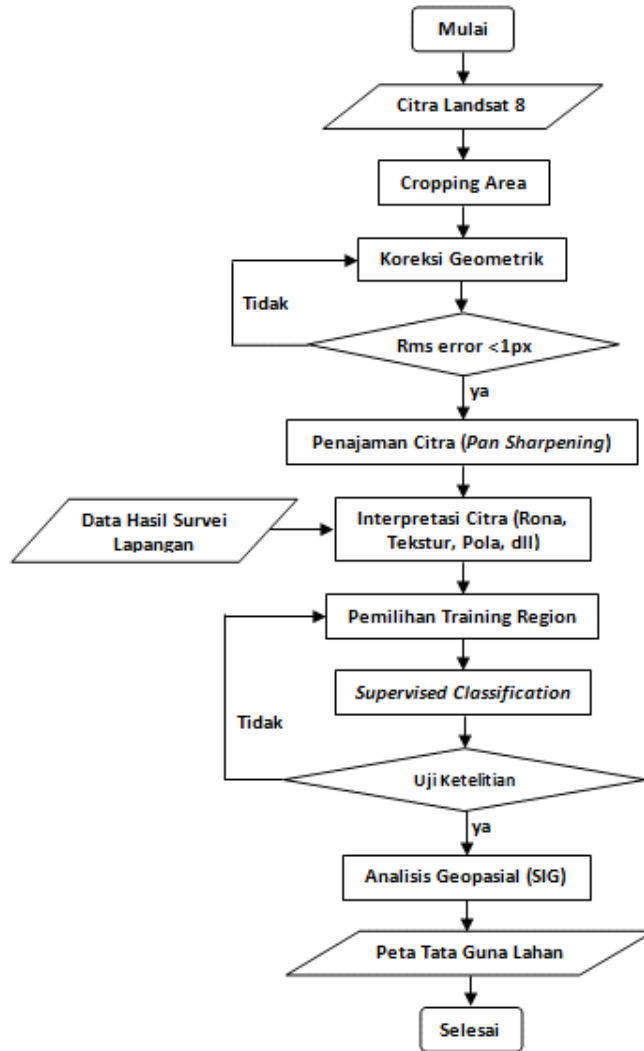 Mulai
Citra Landsat 8
Cropping Area
Koreksi Geometrik
Tidak
Rms error <1px
ya
Penajaman Citra (Pan Sharpening)
Data Hasil Survei
Lapangan
Interpretasi Citra (Rona,
Tekstur, Pola, dll)
Pemilihan Training Region
Supervised Classification
Tidak
Uji Ketelitian
ya
Analisis Geopasial (SIG)
Peta Tata Guna Lahan
Selesai